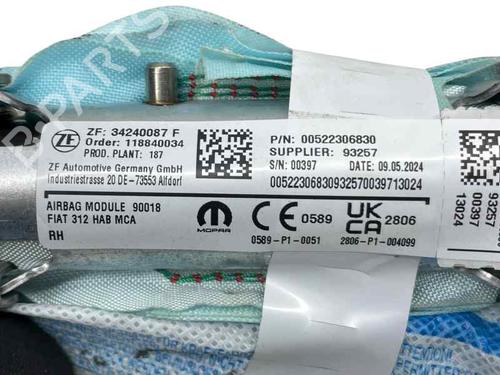 ZF
ZF: 34240087 F
Order: 118840034
PROD. PLANT: 187
ZF Automotive Germany GmbH
Industriestrasse 20 DE-73553 Alfdorf
P/N: 00522306830
SUPPLIER: 93257
S/N: 00397 DATE: 09.05.2024
00522306830932570039713024
AIRBAG MODULE 90018
FIAT 312 HAB MCA
RH
MOPAR
CE 0589
0589-P1-0051
UK CA 2806
2806-P1-004099
93257
00397
13024